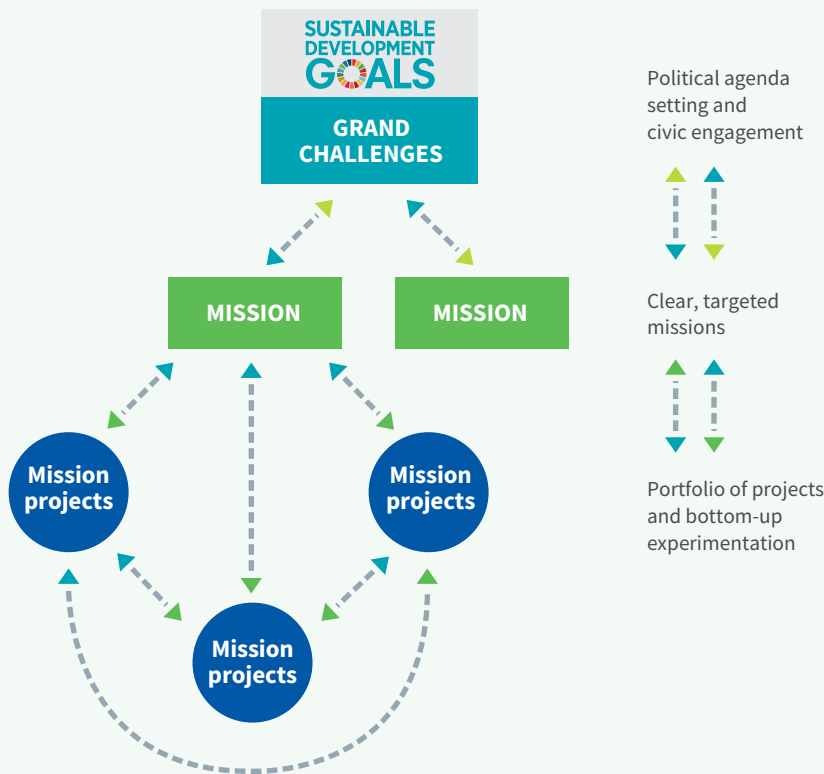 SUSTAINABLE
DEVELOPMENT
GOALS
GRAND
CHALLENGES
Political agenda
setting and
civic engagement
MISSION
MISSION
Clear, targeted
missions
Mission
projects
Mission
projects
Portfolio of projects
and bottom-up
experimentation
Mission
projects